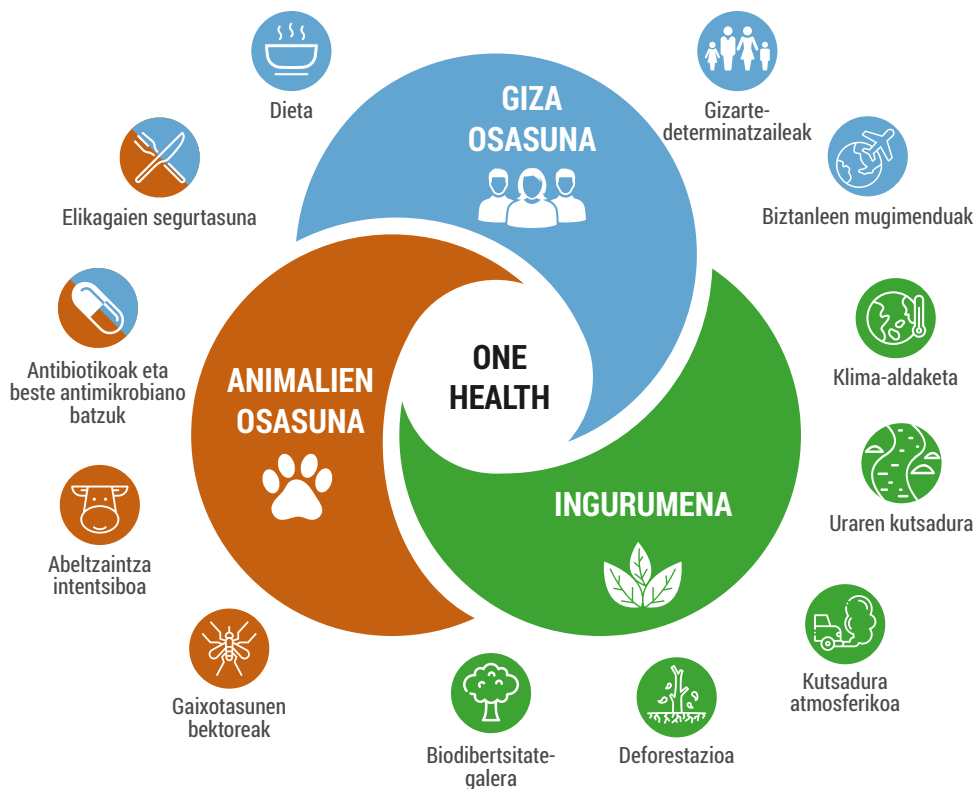 GIZA
OSASUNA
ONE
HEALTH
ANIMALIEN
OSASUNA
INGURUMENA
Dieta
Gizarte-
determinatzaileak
Elikagaien segurtasuna
Biztanleen mugimenduak
Antibiotikoak eta
beste antimikrobiano
batzuk
Klima-aldaketa
Abeltzaintza
intentsiboa
Uraren kutsadura
Gaixotasunen
bektoreak
Kutsadura
atmosferikoa
Biodibertsitate-
galera
Deforestazioa